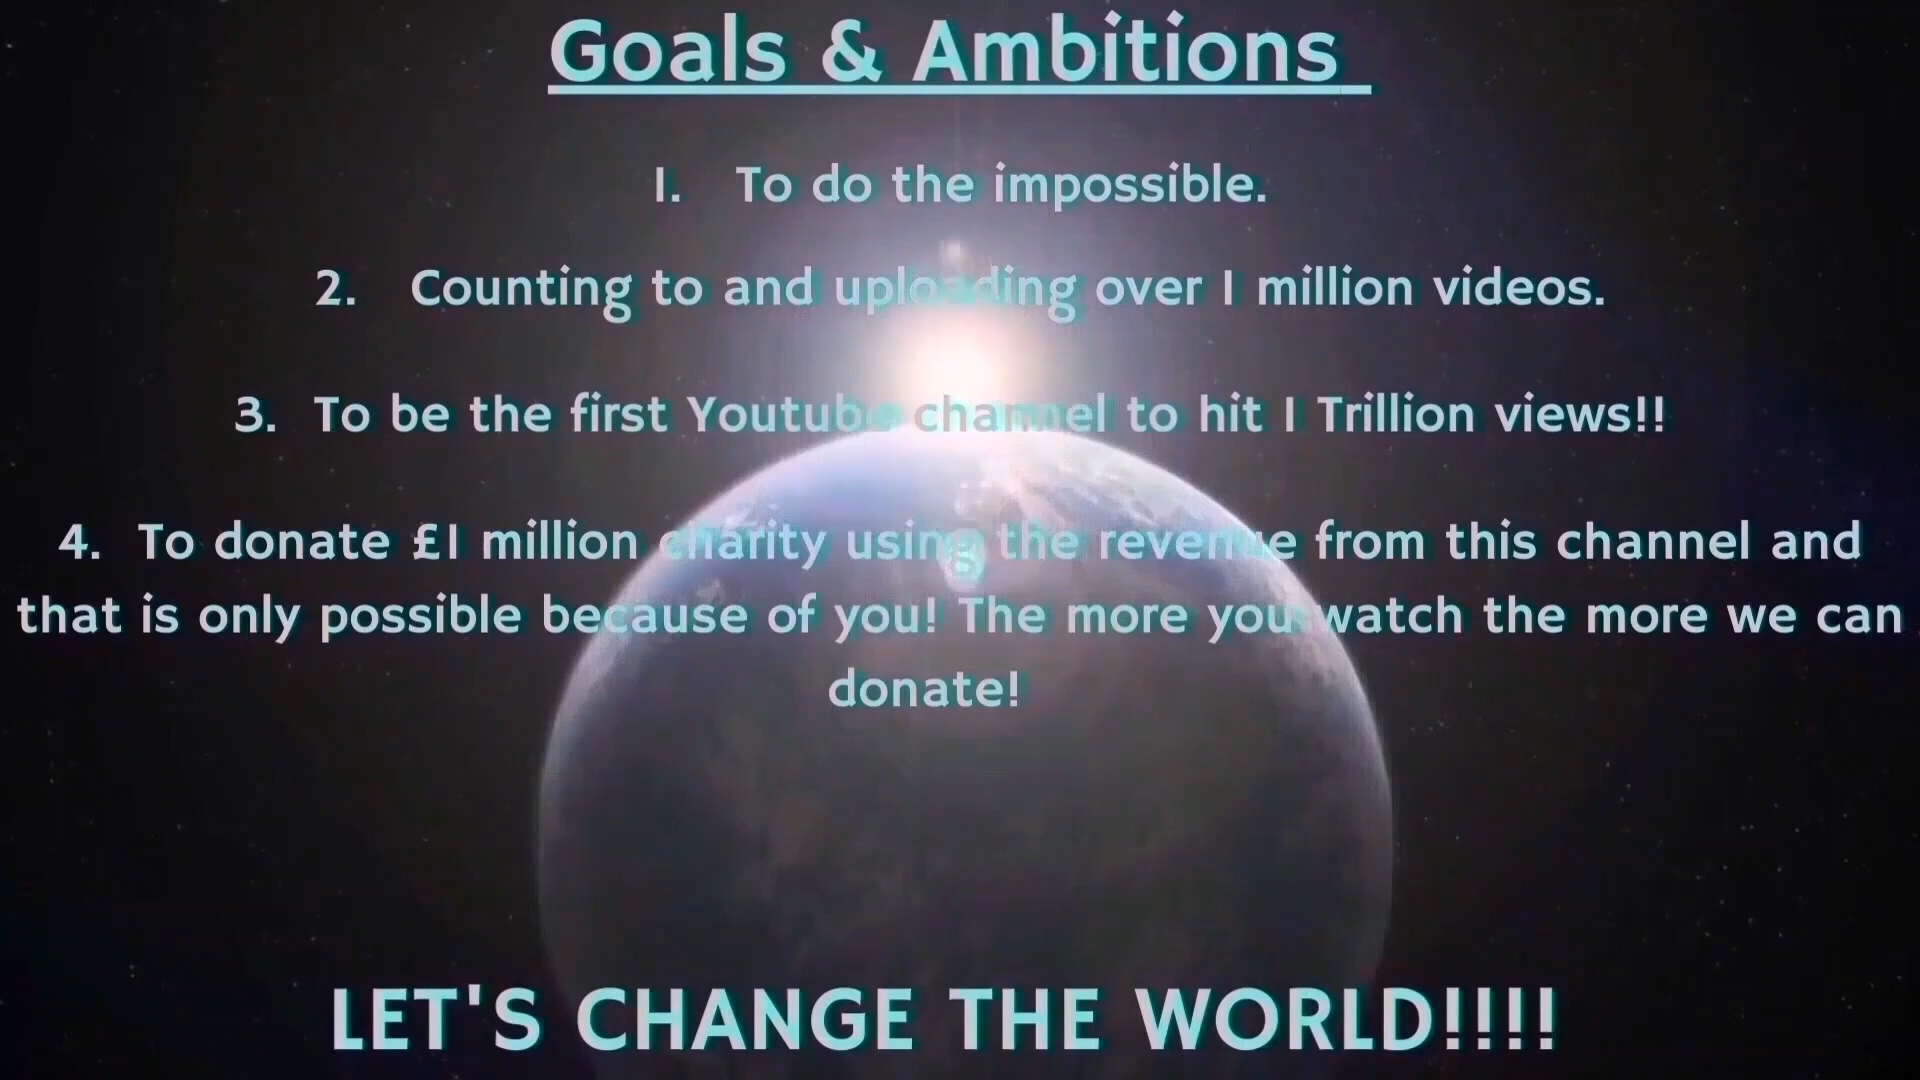 Goals & Ambitions
1. To do the impossible.
2. Counting to and uploading over 1 million videos.
3. To be the first Youtube channel to hit 1 Trillion views!!
4. To donate £1 million charity using the revenue from this channel and
that is only possible because of you! The more you watch the more we can
donate!
LET'S CHANGE THE WORLD!!!!